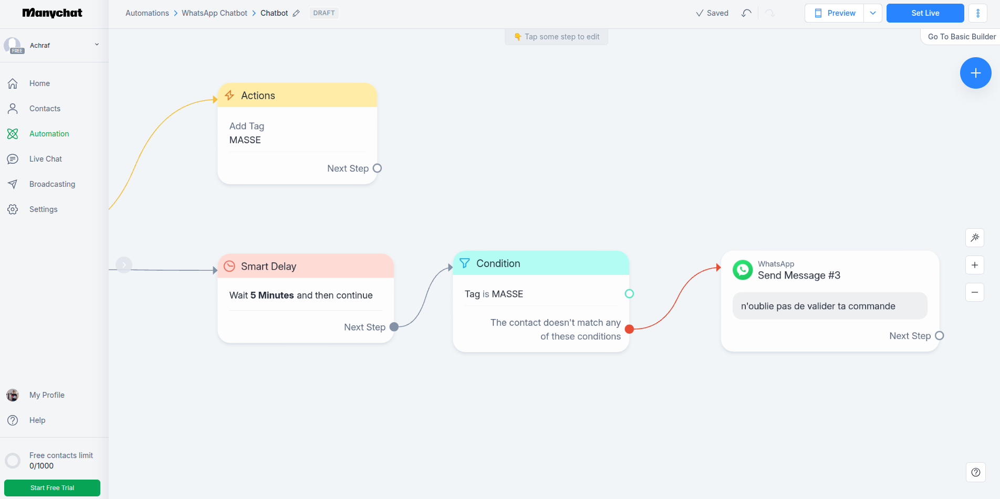 Manychat
Automations > WhatsApp Chatbot > Chatbot
DRAFT
Saved
Preview
Set Live
Tap some step to edit
Go To Basic Builder
FREE
Achraf
Home
Contacts
Automation
Live Chat
Broadcasting
Settings
My Profile
Help
Free contacts limit
0/1000
Start Free Trial
Actions
Add Tag
MASSE
Next Step
Smart Delay
Wait 5 Minutes and then continue
Next Step
Condition
Tag is MASSE
The contact doesn't match any
of these conditions
WhatsApp
Send Message #3
n'oublie pas de valider ta commande
Next Step